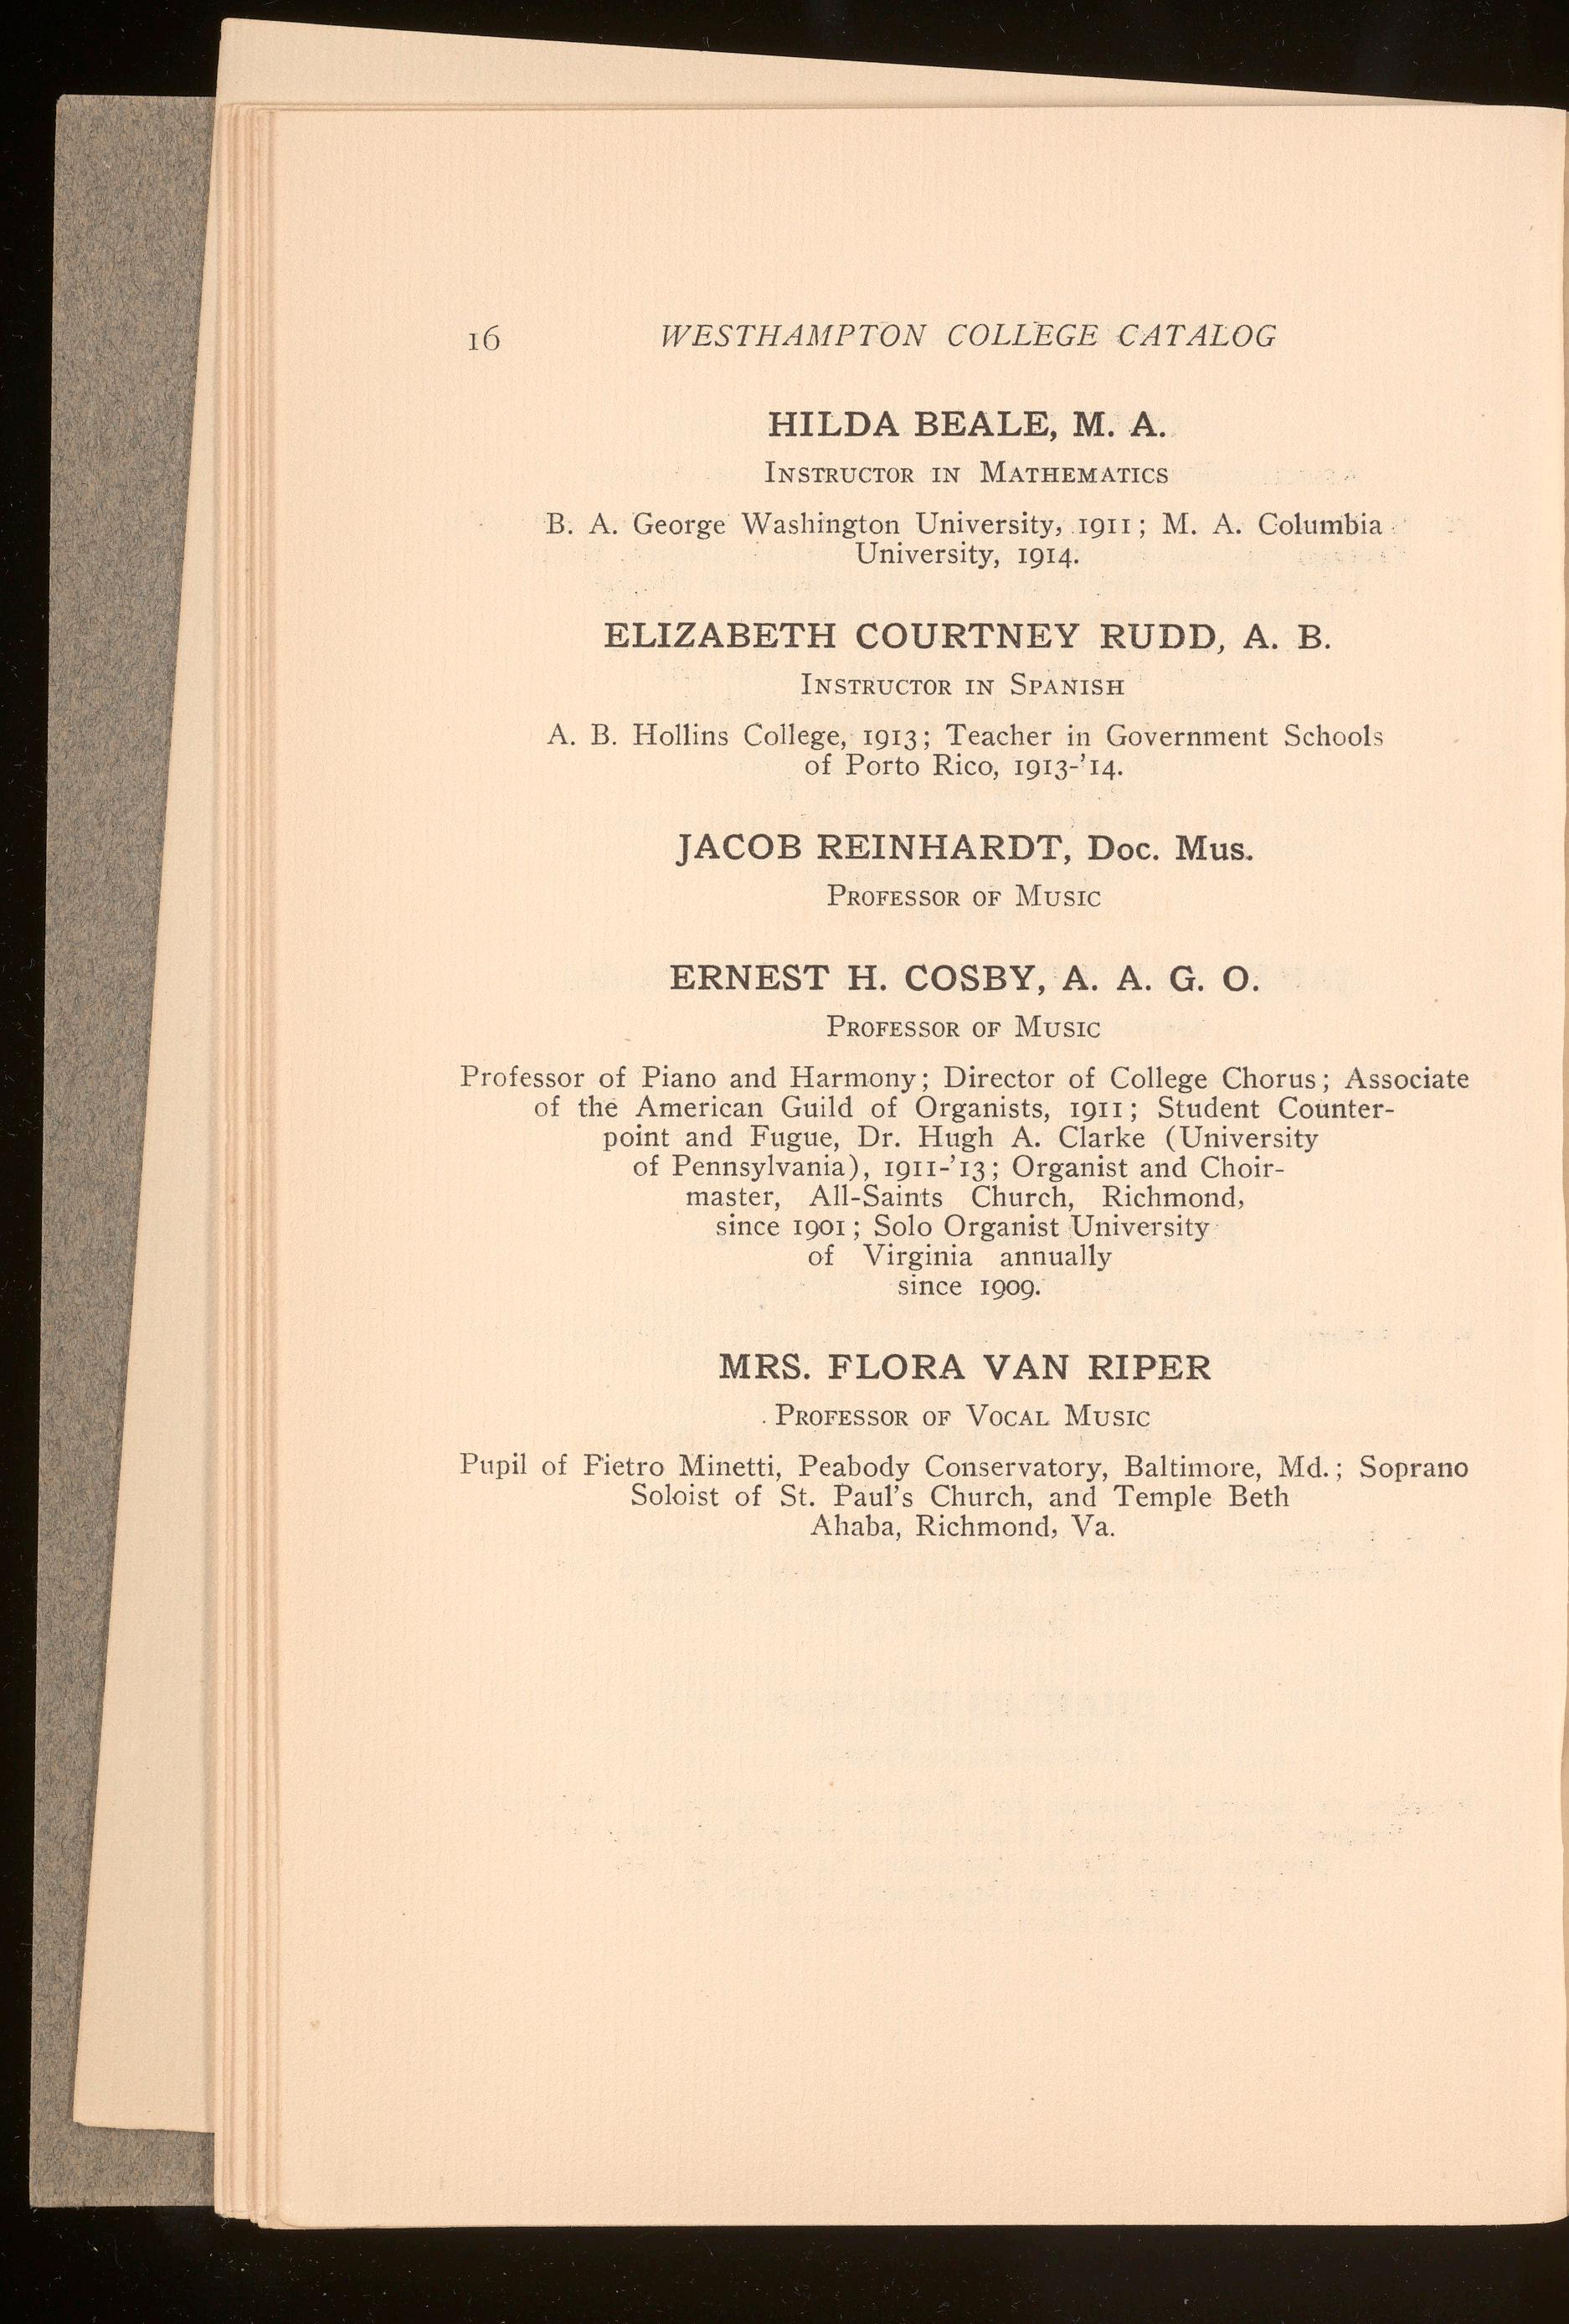 16 WESTHAMPTON COLLEGE CATALOG
HILDA BEALE, M. A.
INSTRUCTOR IN MATHEMATICS
B. A. George Washington University, 1911; M. A. Columbia
University, 1914.
ELIZABETH COURTNEY RUDD, A. B.
INSTRUCTOR IN SPANISH
A. B. Hollins College, 1913; Teacher in Government Schools
of Porto Rico, 1913-'14.
JACOB REINHARDT, Doc. Mus.
PROFESSOR OF MUSIC
ERNEST H. COSBY, A. A. G. O.
PROFESSOR OF MUSIC
Professor of Piano and Harmony; Director of College Chorus; Associate
of the American Guild of Organists, 1911; Student Counter-
point and Fugue, Dr. Hugh A. Clarke (University
of Pennsylvania), 1911-'13; Organist and Choir-
master, All-Saints Church, Richmond,
since 1901; Solo Organist University
of Virginia annually
since 1909.
MRS. FLORA VAN RIPER
PROFESSOR OF VOCAL MUSIC
Pupil of Pietro Minetti, Peabody Conservatory, Baltimore, Md.; Soprano
Soloist of St. Paul's Church, and Temple Beth
Ahaba, Richmond, Va.